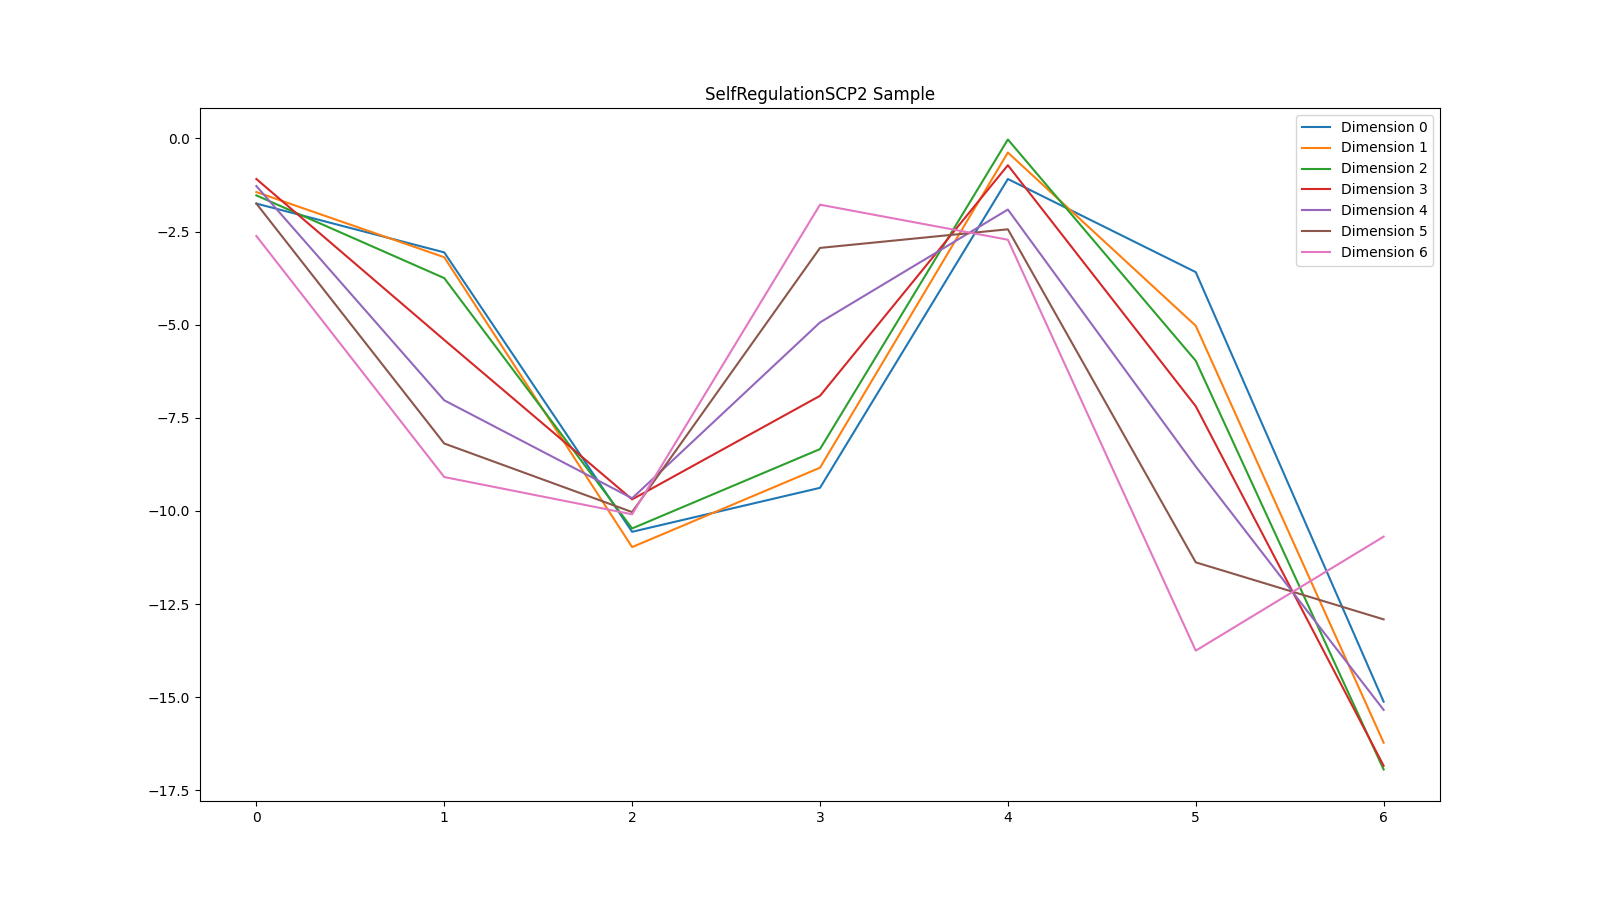 SelfRegulationSCP2 Sample
0.0
−2.5
−5.0
−7.5
−10.0
−12.5
−15.0
−17.5
0 1 2 3 4 5 6
Dimension 0
Dimension 1
Dimension 2
Dimension 3
Dimension 4
Dimension 5
Dimension 6